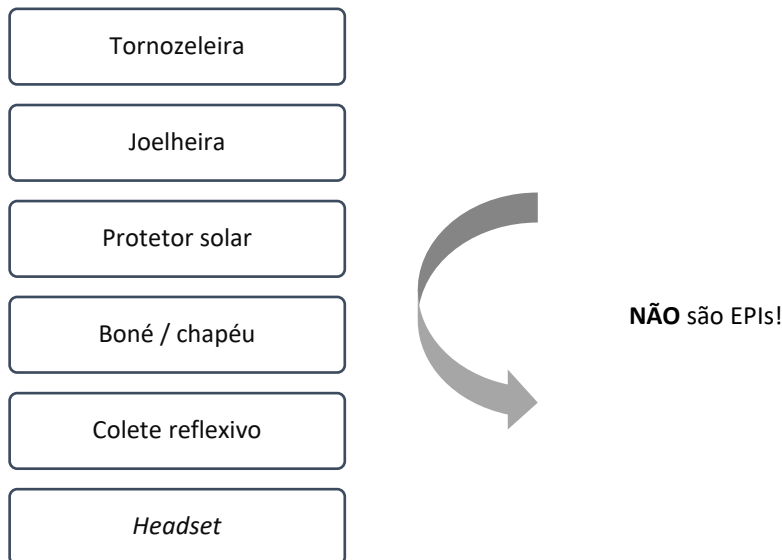 Tornozeleira
Joelheira
Protetor solar
Boné / chapéu
Colete reflexivo
Headset
NÃO são EPIs!